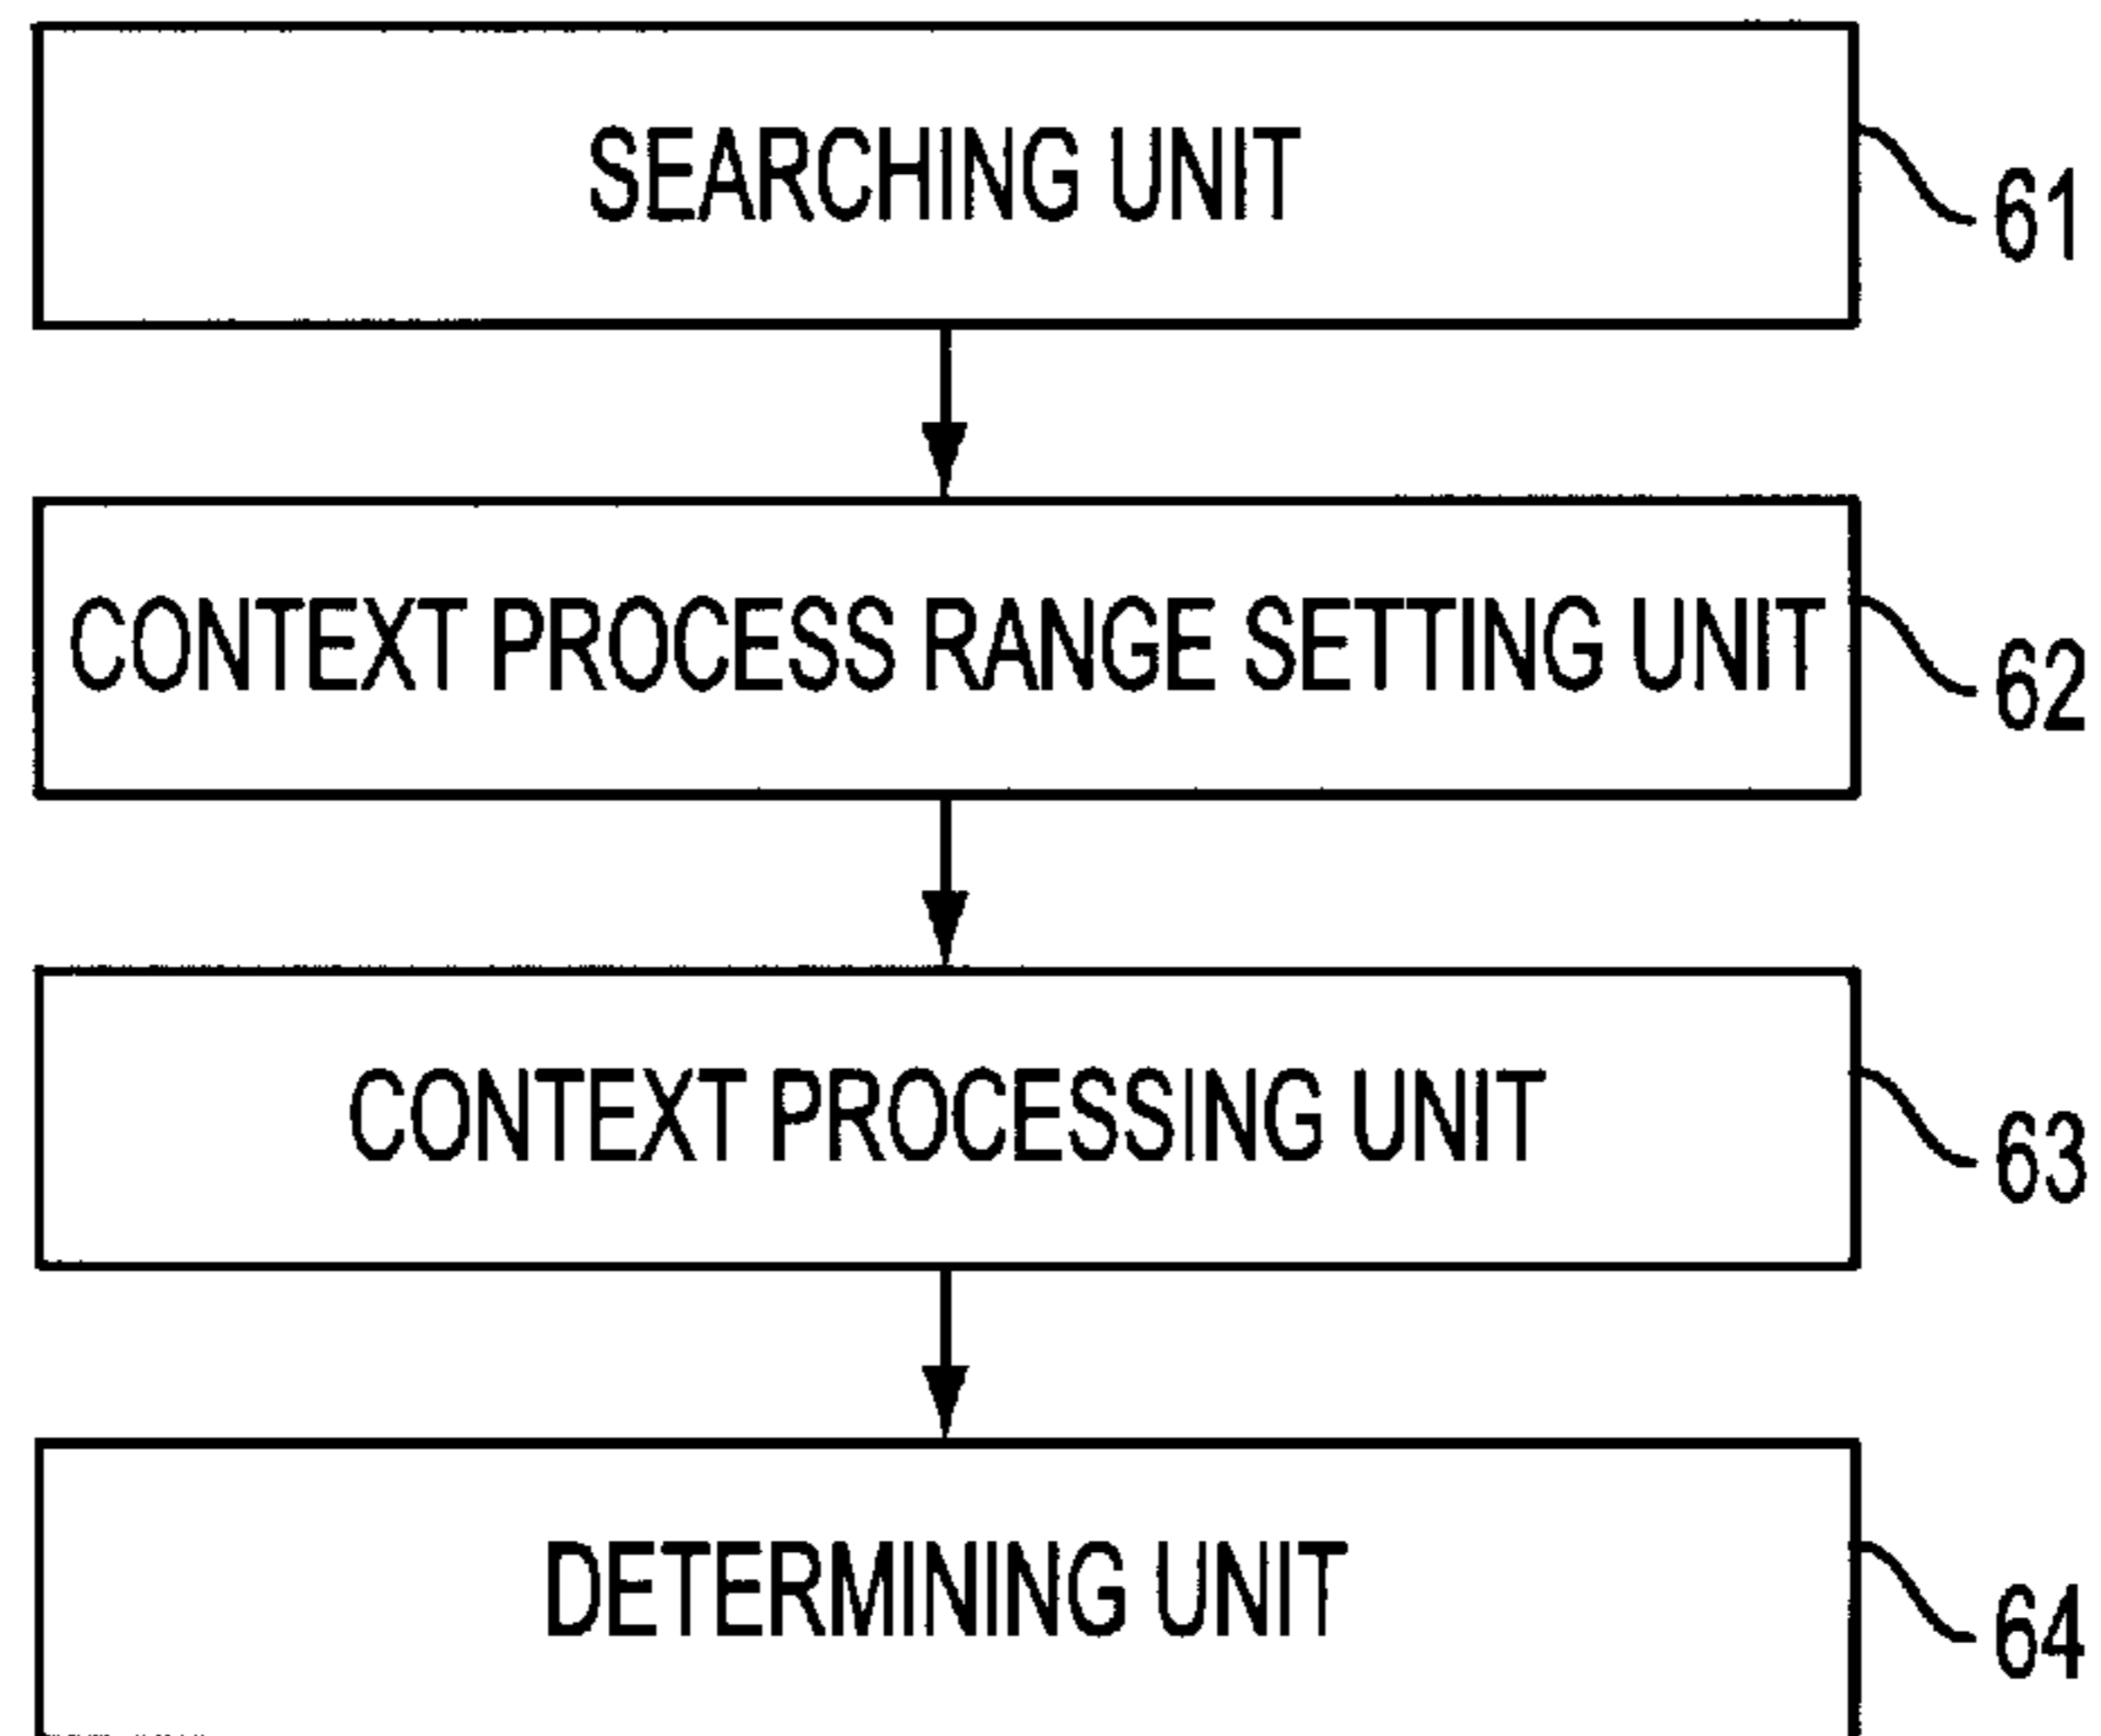 SEARCHING UNIT
61
CONTEXT PROCESS RANGE SETTING UNIT
62
CONTEXT PROCESSING UNIT
63
DETERMINING UNIT
64